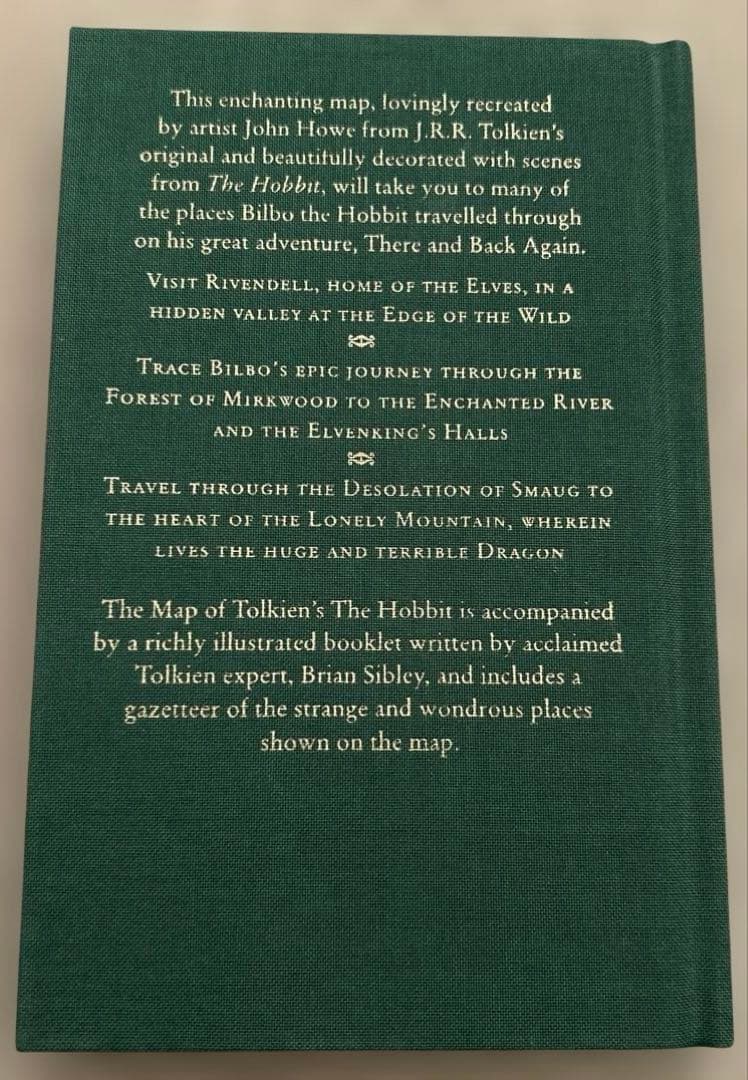 This enchanting map, lovingly recreated
by artist John Howe from J.R.R. Tolkien's
original and beautifully decorated with scenes
from The Hobbit, will take you to many of
the places Bilbo the Hobbit travelled through
on his great adventure, There and Back Again.
Visit Rivendell, home of the Elves, in a
hidden valley at the Edge of the Wild
Trace Bilbo's epic journey through the
Forest of Mirkwood to the Enchanted River
and the Elvenking's Halls
Travel through the Desolation of Smaug to
the heart of the Lonely Mountain, wherein
lives the huge and terrible Dragon
The Map of Tolkien's The Hobbit is accompanied
by a richly illustrated booklet written by acclaimed
Tolkien expert, Brian Sibley, and includes a
gazetteer of the strange and wondrous places
shown on the map.